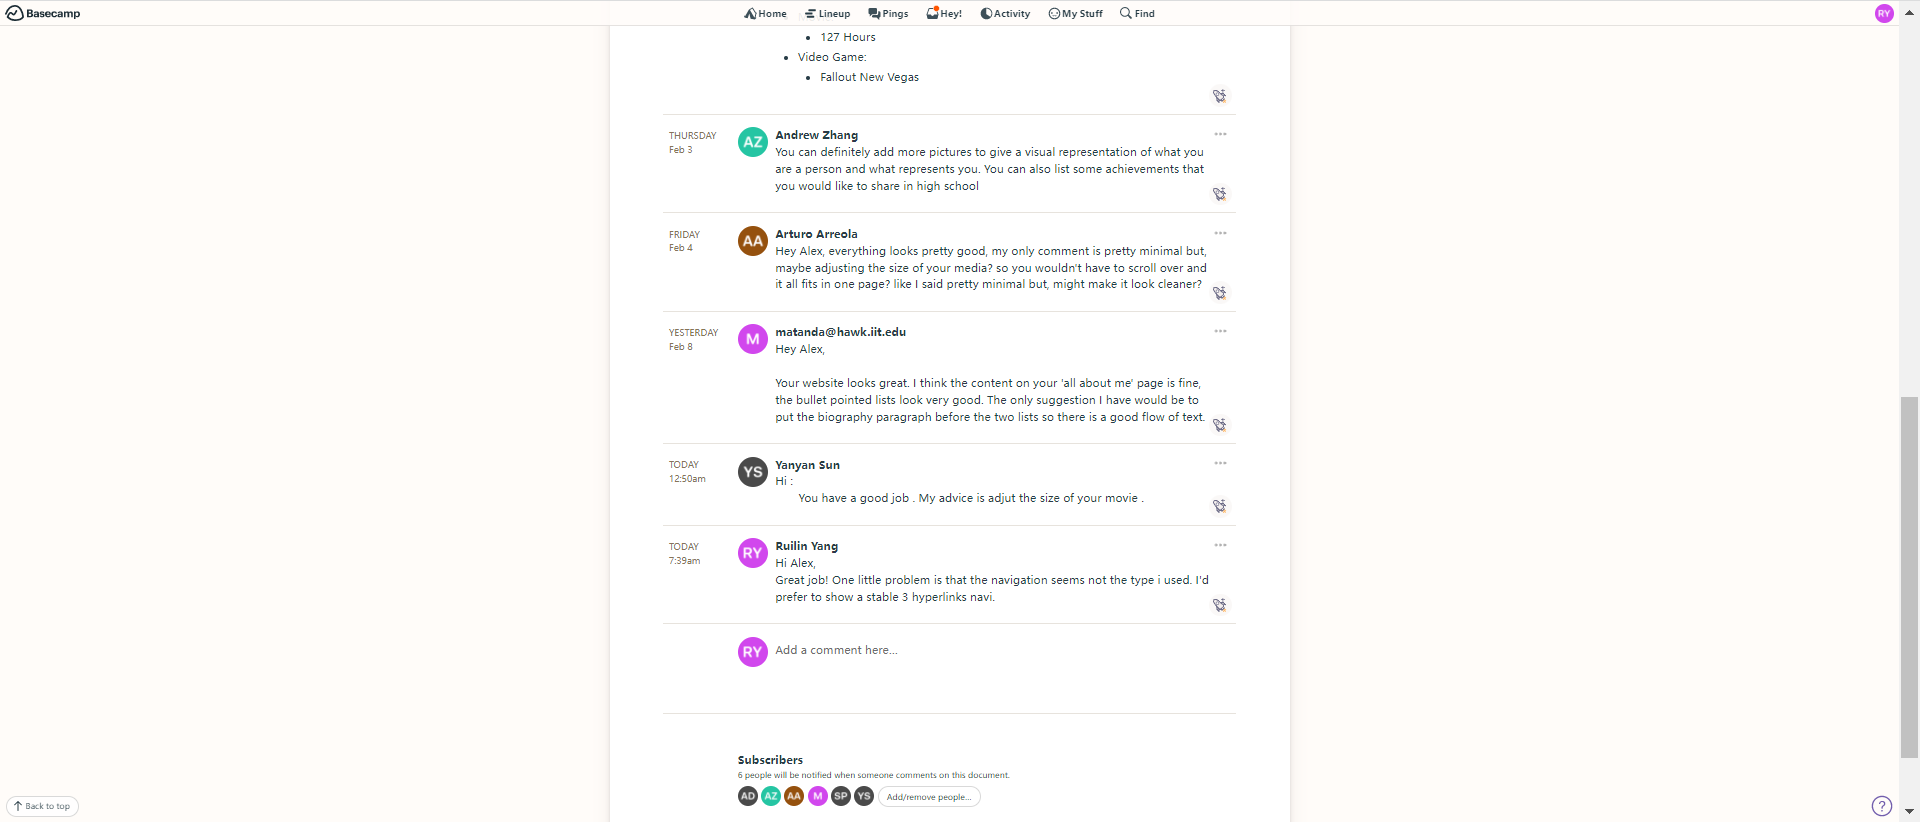 Basecamp
Home
Lineup
Pings
Hey!
Activity
My Stuff
Find
RY
127 Hours
Video Game:
Fallout New Vegas
THURSDAY
Feb 3
AZ
Andrew Zhang
You can definitely add more pictures to give a visual representation of what you
are a person and what represents you. You can also list some achievements that
you would like to share in high school
FRIDAY
Feb 4
AA
Arturo Arreola
Hey Alex, everything looks pretty good, my only comment is pretty minimal but,
maybe adjusting the size of your media? so you wouldn't have to scroll over and
it all fits in one page? like I said pretty minimal but, might make it look cleaner?
YESTERDAY
Feb 8
M
matanda@hawk.iit.edu
Hey Alex,
Your website looks great. I think the content on your 'all about me' page is fine,
the bullet pointed lists look very good. The only suggestion I have would be to
put the biography paragraph before the two lists so there is a good flow of text.
TODAY
12:50am
YS
Yanyan Sun
Hi :
You have a good job . My advice is adjut the size of your movie .
TODAY
7:39am
RY
Ruilin Yang
Hi Alex,
Great job! One little problem is that the navigation seems not the type i used. I'd
prefer to show a stable 3 hyperlinks navi.
RY
Add a comment here...
Subscribers
6 people will be notified when someone comments on this document.
AD
AZ
AA
M
SP
YS
Add/remove people...
Back to top
?